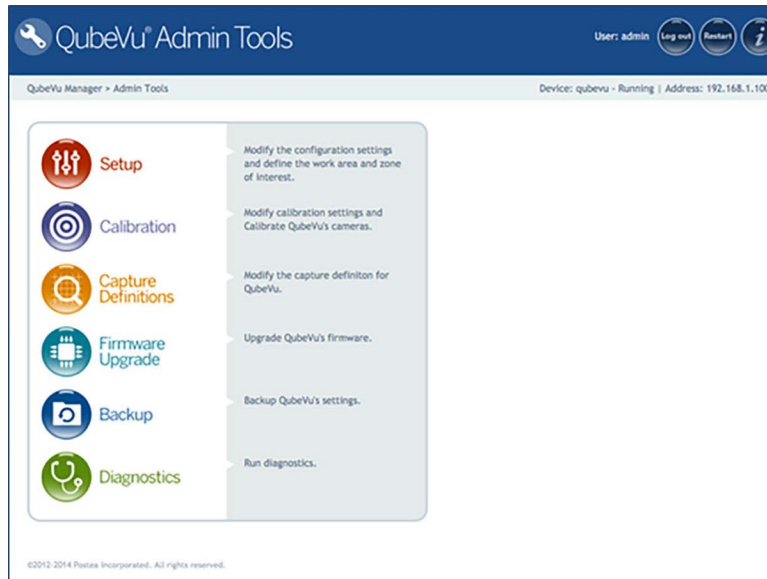 QubeVu® Admin Tools
User: admin
Log out
Restart
i
QubeVu Manager > Admin Tools
Device: qubevu - Running | Address: 192.168.1.100
Setup
Modify the configuration settings
and define the work area and zone
of interest.
Calibration
Modify calibration settings and
Calibrate QubeVu's cameras.
Capture
Definitions
Modify the capture definiton for
QubeVu.
Firmware
Upgrade
Upgrade QubeVu's firmware.
Backup
Backup QubeVu's settings.
Diagnostics
Run diagnostics.
©2012-2014 Postea Incorporated. All rights reserved.